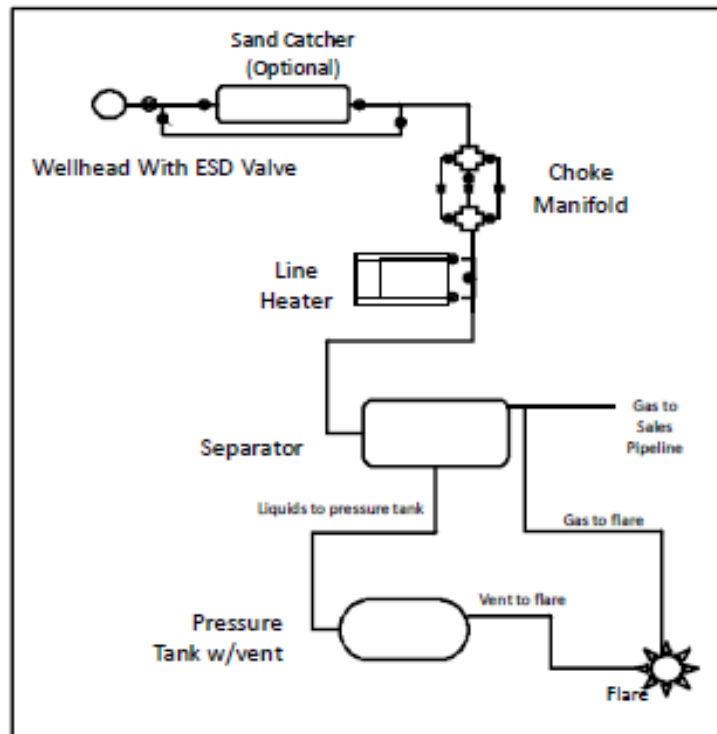 Sand Catcher
(Optional)
Wellhead With ESD Valve
Choke
Manifold
Line
Heater
Gas to
Sales
Pipeline
Separator
Liquids to pressure tank
Gas to flare
Vent to flare
Pressure
Tank w/vent
Flare